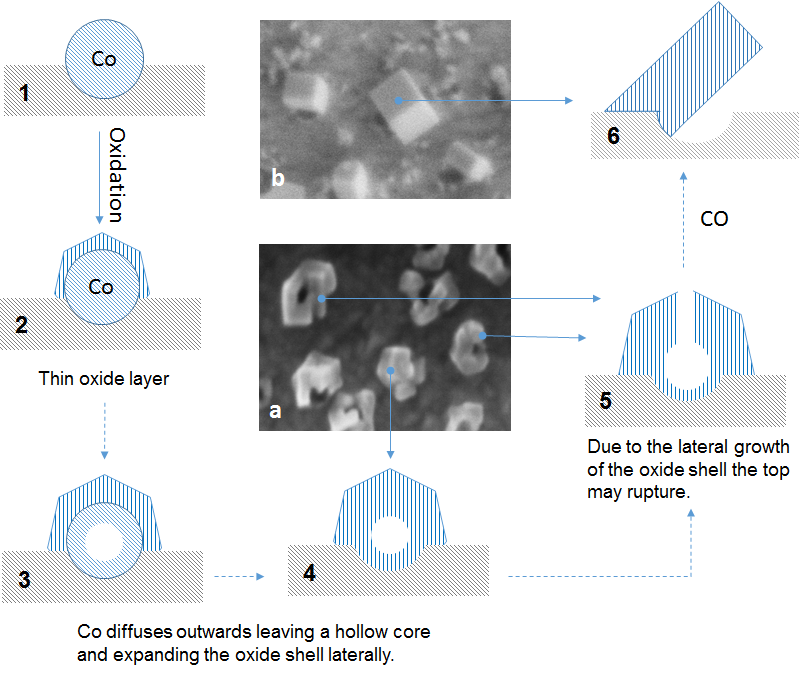 Co
1
Oxidation
Co
2
Thin oxide layer
3
4
Co diffuses outwards leaving a hollow core
and expanding the oxide shell laterally.
b
a
6
CO
5
Due to the lateral growth
of the oxide shell the top
may rupture.